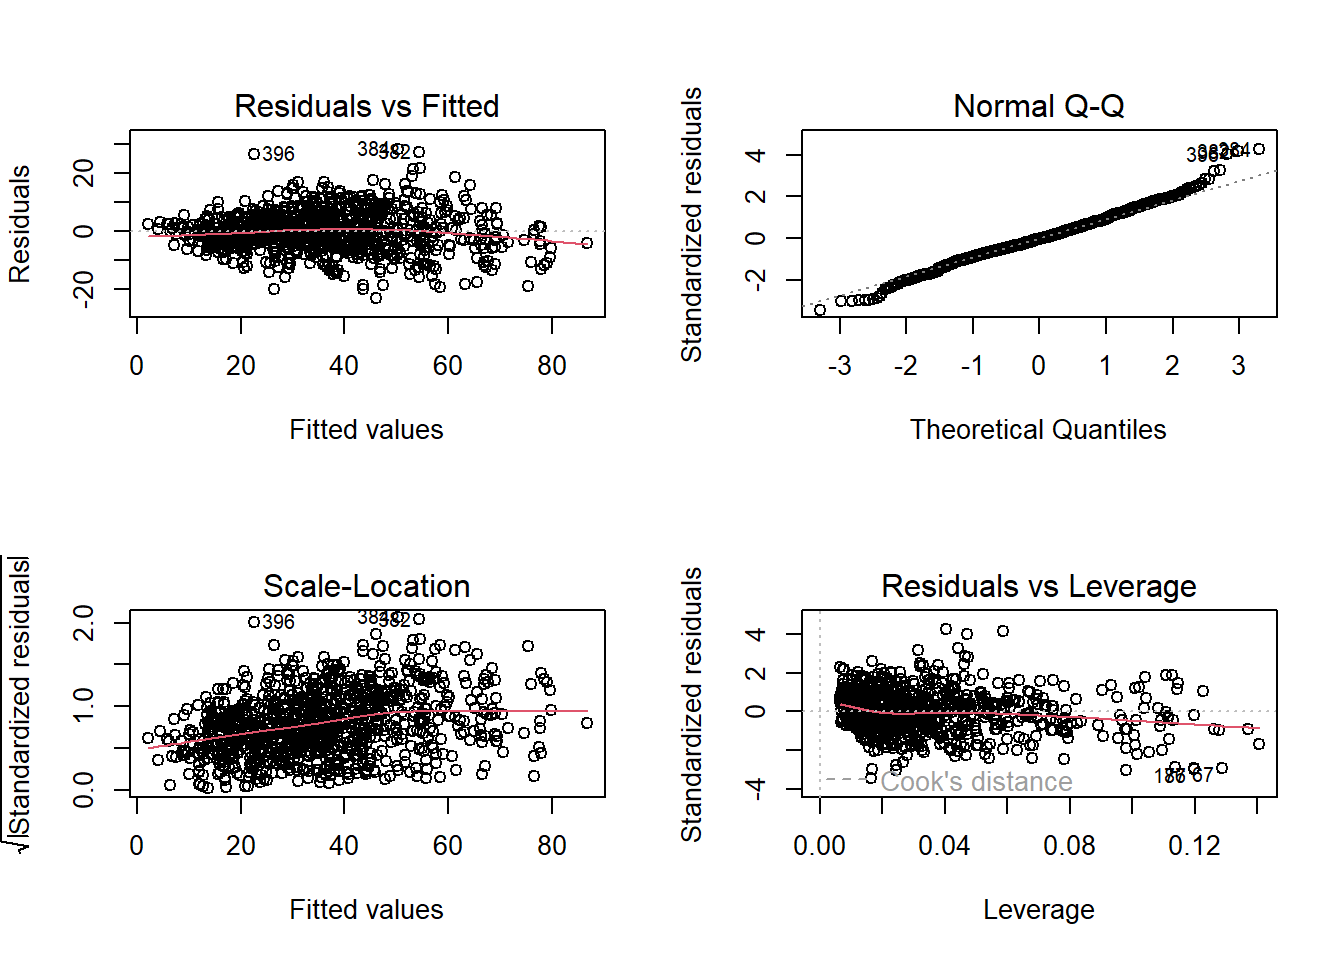 Residuals vs Fitted
Residuals
-20 0 20
396
382
0 20 40 60 80
Fitted values
Normal Q-Q
Standardized residuals
-2 0 2 4
-3 -2 -1 0 1 2 3
Theoretical Quantiles
Scale-Location
√|Standardized residuals|
0.0 1.0 2.0
396
382
0 20 40 60 80
Fitted values
Residuals vs Leverage
Standardized residuals
-4 0 2 4
67
Cook's distance
0.00 0.04 0.08 0.12
Leverage